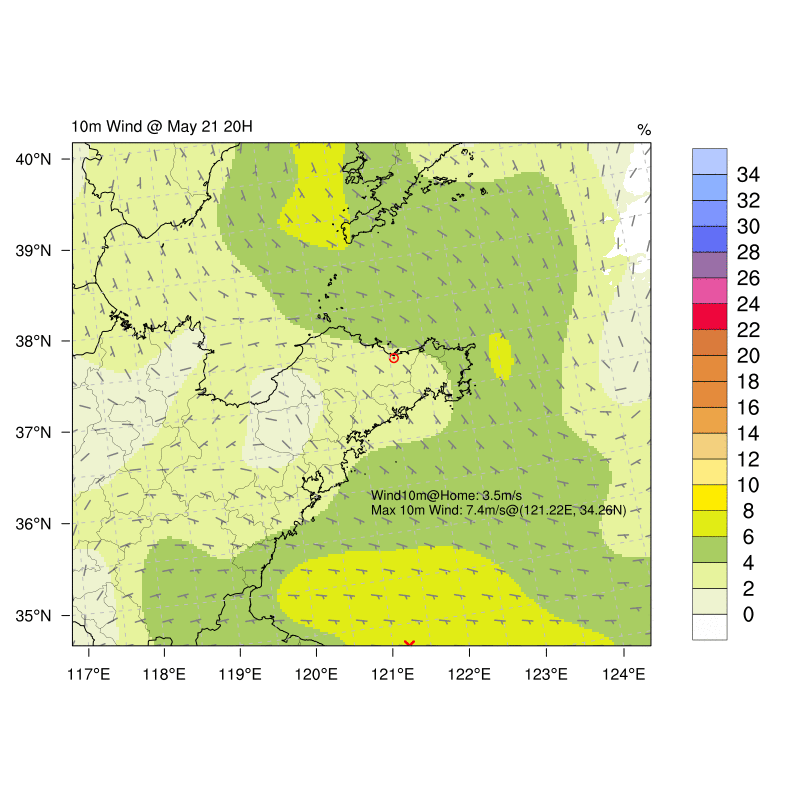 10m Wind @ May 21 20H
%
40°N
39°N
38°N
37°N
36°N
35°N
34
32
30
28
26
24
22
20
18
16
14
12
10
8
6
4
2
0
Wind10m@Home: 3.5m/s
Max 10m Wind: 7.4m/s@(121.22E, 34.26N)
117°E 118°E 119°E 120°E 121°E 122°E 123°E 124°E